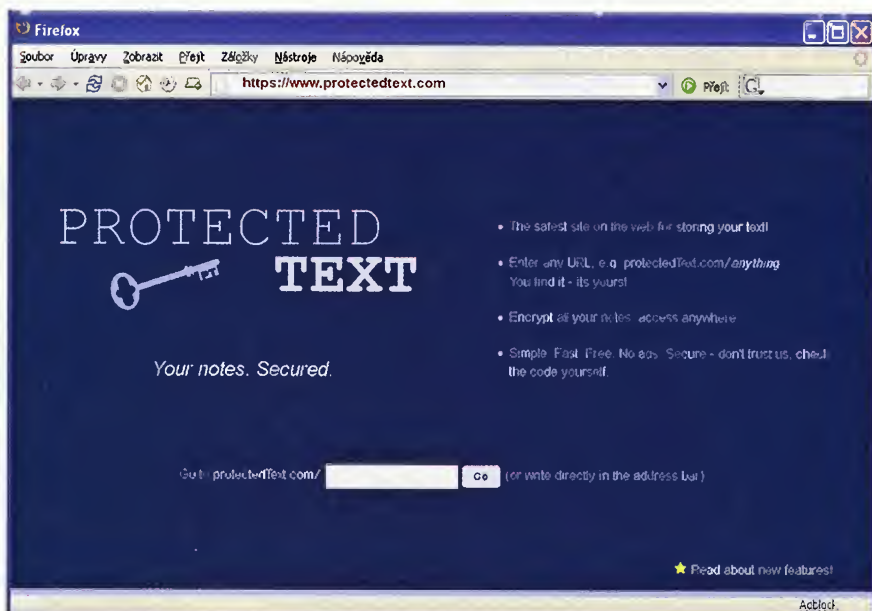 Firefox
Soubor Úpravy Zobrazit Přejít Záložky Nástroje Nápověda
https://www.protectedtext.com Přejít G
PROTECTED
TEXT
Your notes. Secured.
• The safest site on the web for storing your text!
• Enter any URL, e.g. protectedText.com/anything
You find it - its yours!
• Encrypt all your notes, access anywhere
• Simple. Fast. Free. No ads. Secure - don't trust us, check
the code yourself.
Go to protectedText.com/ Go (or write directly in the address bar)
Read about new features!
Adblock